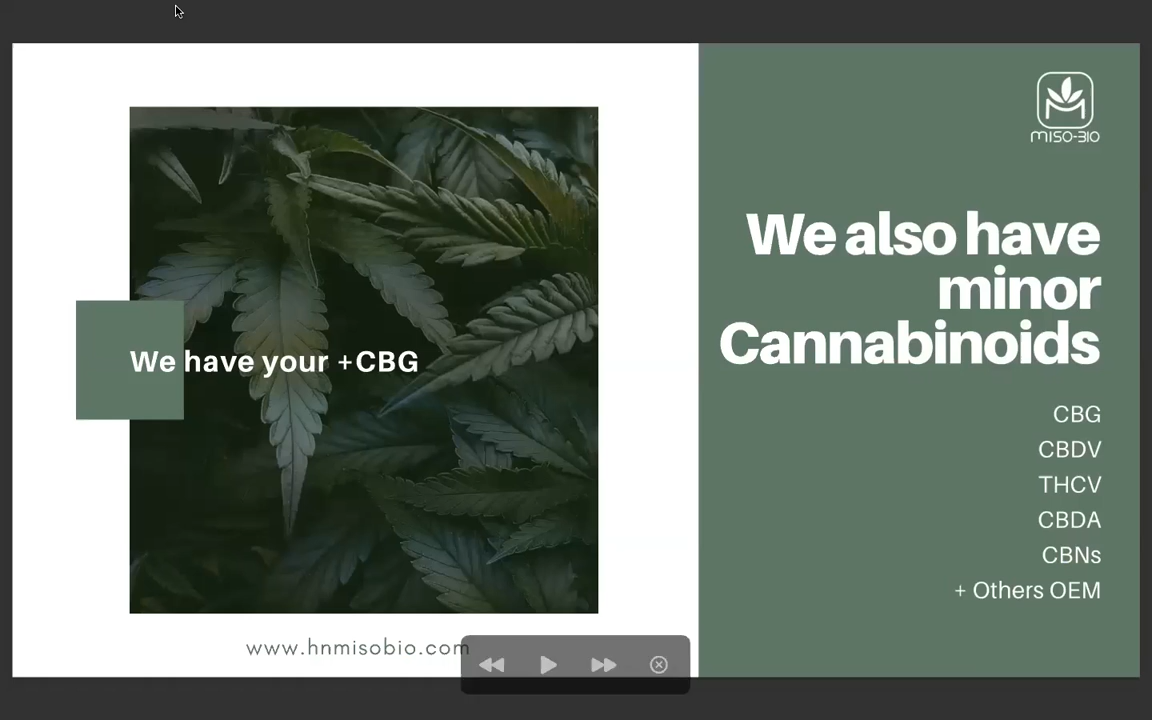 We have your +CBG
www.hnmisobio.com
MISO-BIO
We also have
minor
Cannabinoids
CBG
CBDV
THCV
CBDA
CBNs
+ Others OEM